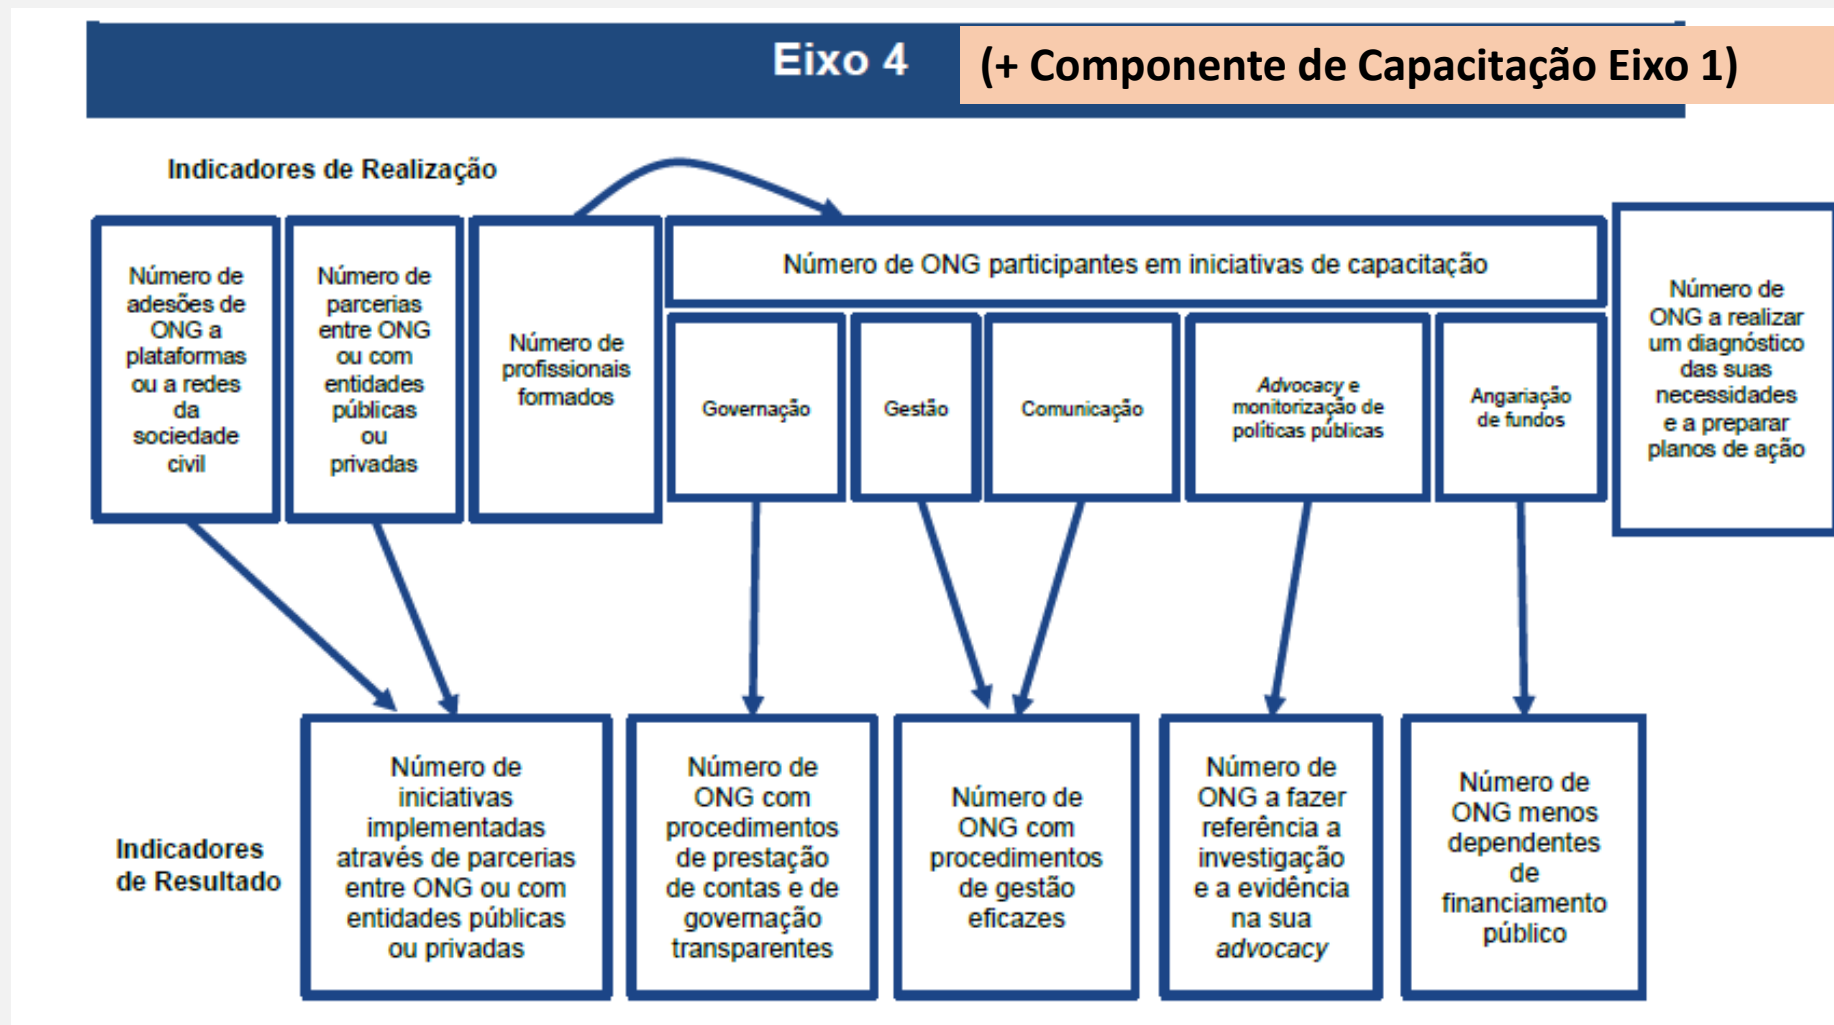 Eixo 4
(+ Componente de Capacitação Eixo 1)
Indicadores de Realização
Número de
adesões de
ONG a
plataformas
ou a redes
da
sociedade
civil
Número de
parcerias
entre ONG
ou com
entidades
públicas
ou
privadas
Número de
profissionais
formados
Número de ONG participantes em iniciativas de capacitação
Governação
Gestão
Comunicação
Advocacy e
monitorização de
políticas públicas
Angariação
de fundos
Número de
ONG a realizar
um diagnóstico
das suas
necessidades
e a preparar
planos de ação
Indicadores
de Resultado
Número de
iniciativas
implementadas
através de parcerias
entre ONG ou com
entidades públicas
ou privadas
Número de
ONG com
procedimentos
de prestação
de contas e de
governação
transparentes
Número de
ONG com
procedimentos
de gestão
eficazes
Número de
ONG a fazer
referência a
investigação
e a evidência
na sua
advocacy
Número de
ONG menos
dependentes
de
financiamento
público